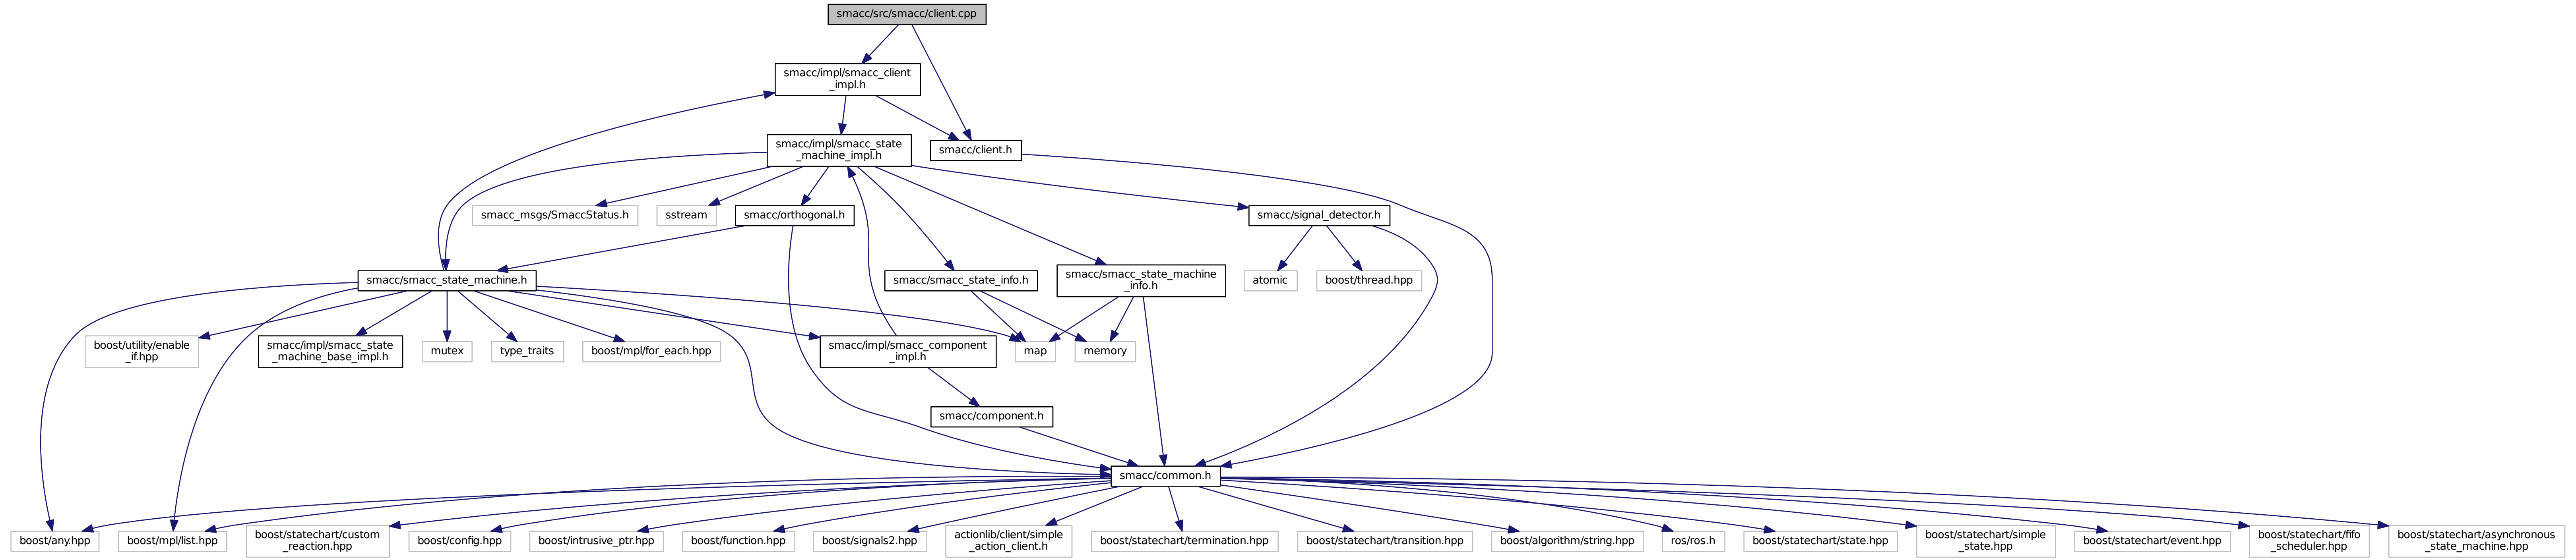 smacc/src/smacc/client.cpp
smacc/impl/smacc_client
_impl.h
smacc/impl/smacc_state
_machine_impl.h
smacc/client.h
smacc_msgs/SmaccStatus.h
sstream
smacc/orthogonal.h
smacc/signal_detector.h
smacc/smacc_state_machine.h
smacc/smacc_state_info.h
smacc/smacc_state_machine
_info.h
atomic
boost/thread.hpp
boost/utility/enable
_if.hpp
smacc/impl/smacc_state
_machine_base_impl.h
mutex
type_traits
boost/mpl/for_each.hpp
smacc/impl/smacc_component
_impl.h
map
memory
smacc/component.h
smacc/common.h
boost/any.hpp
boost/mpl/list.hpp
boost/statechart/custom
_reaction.hpp
boost/config.hpp
boost/intrusive_ptr.hpp
boost/function.hpp
boost/signals2.hpp
actionlib/client/simple
_action_client.h
boost/statechart/termination.hpp
boost/statechart/transition.hpp
boost/algorithm/string.hpp
ros/ros.h
boost/statechart/state.hpp
boost/statechart/simple
_state.hpp
boost/statechart/event.hpp
boost/statechart/fifo
_scheduler.hpp
boost/statechart/asynchronous
_state_machine.hpp